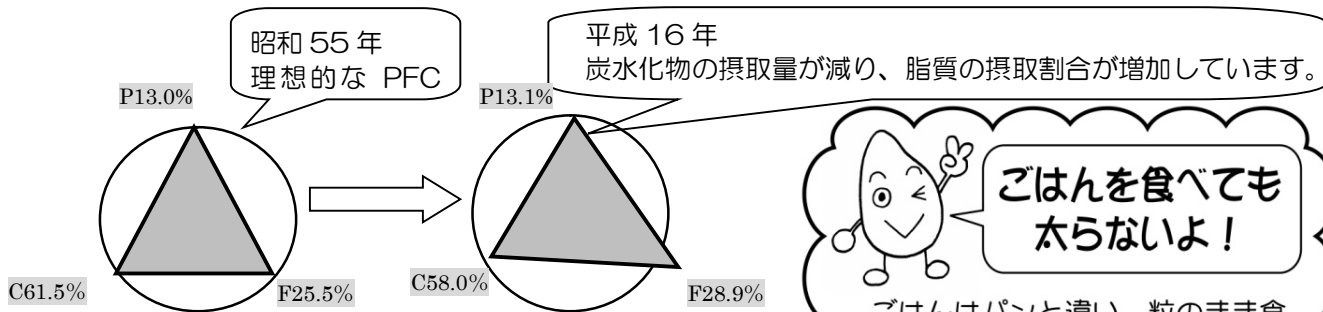 昭和 55 年
理想的な PFC
P13.0%
C61.5%
F25.5%
平成 16 年
炭水化物の摂取量が減り、脂質の摂取割合が増加しています。
P13.1%
C58.0%
F28.9%
ごはんを食べても
太らないよ！
ごはんはパンと違い、粒のまま食